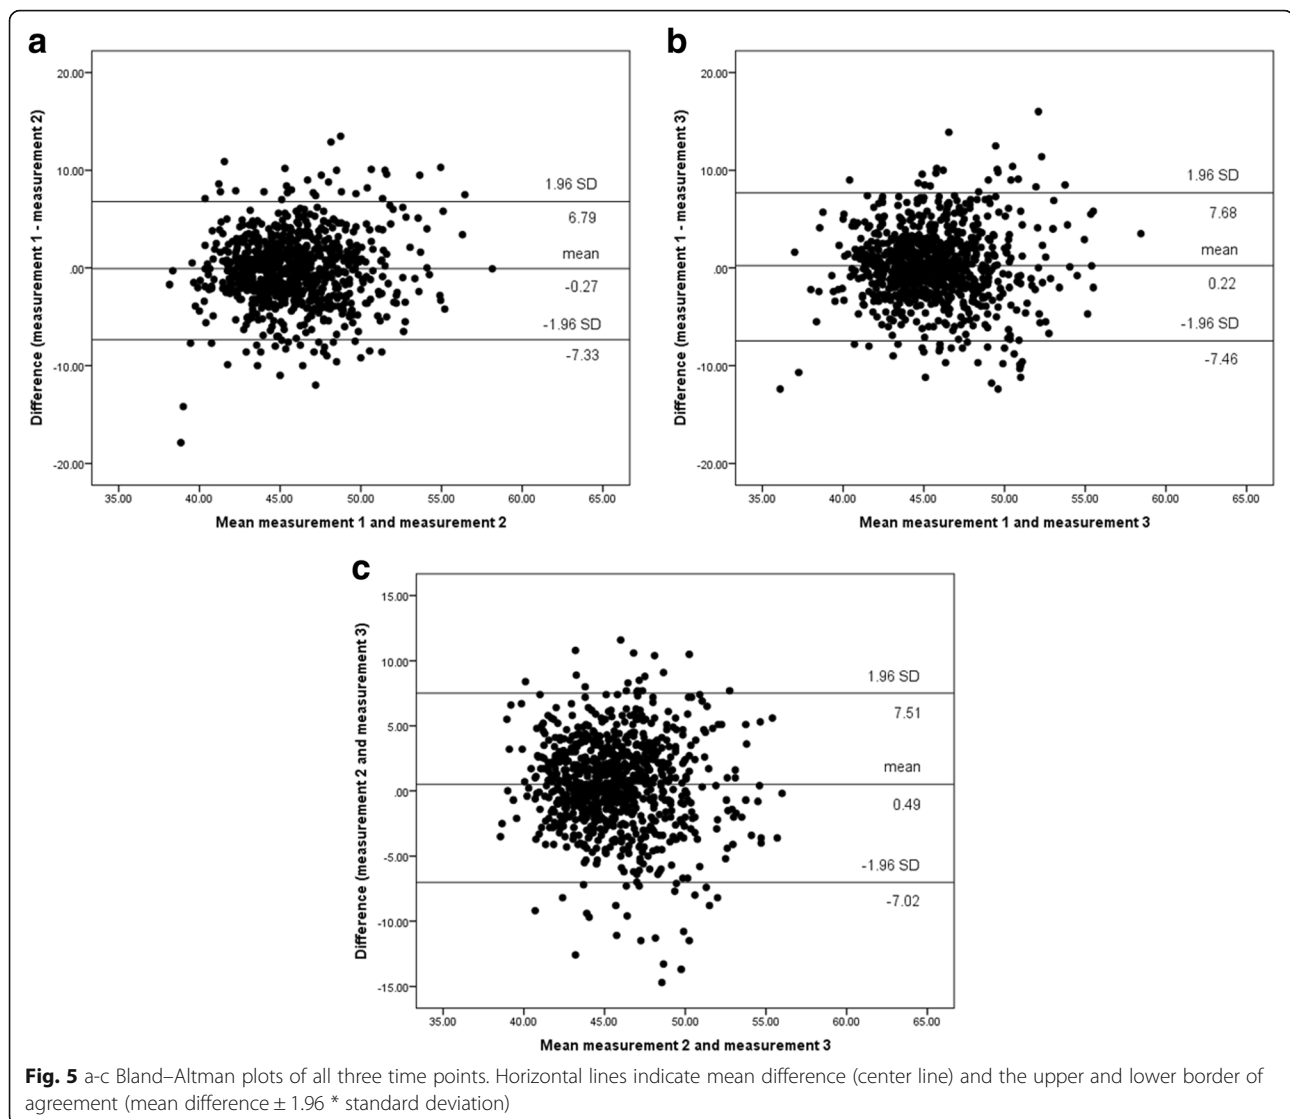 a
20.00
10.00
.00
-10.00
-20.00
Difference (measurement 1 - measurement 2)
1.96 SD
6.79
mean
-0.27
-1.96 SD
-7.33
35.00 40.00 45.00 50.00 55.00 60.00 65.00
Mean measurement 1 and measurement 2
b
20.00
10.00
.00
-10.00
-20.00
Difference (measurement 1 - measurement 3)
1.96 SD
7.68
mean
0.22
-1.96 SD
-7.46
35.00 40.00 45.00 50.00 55.00 60.00 65.00
Mean measurement 1 and measurement 3
c
15.00
10.00
5.00
.00
-5.00
-10.00
-15.00
Difference (measurement 2 and measurement 3)
1.96 SD
7.51
mean
0.49
-1.96 SD
-7.02
35.00 40.00 45.00 50.00 55.00 60.00 65.00
Mean measurement 2 and measurement 3
Fig. 5 a-c Bland–Altman plots of all three time points. Horizontal lines indicate mean difference (center line) and the upper and lower border of
agreement (mean difference ± 1.96 * standard deviation)